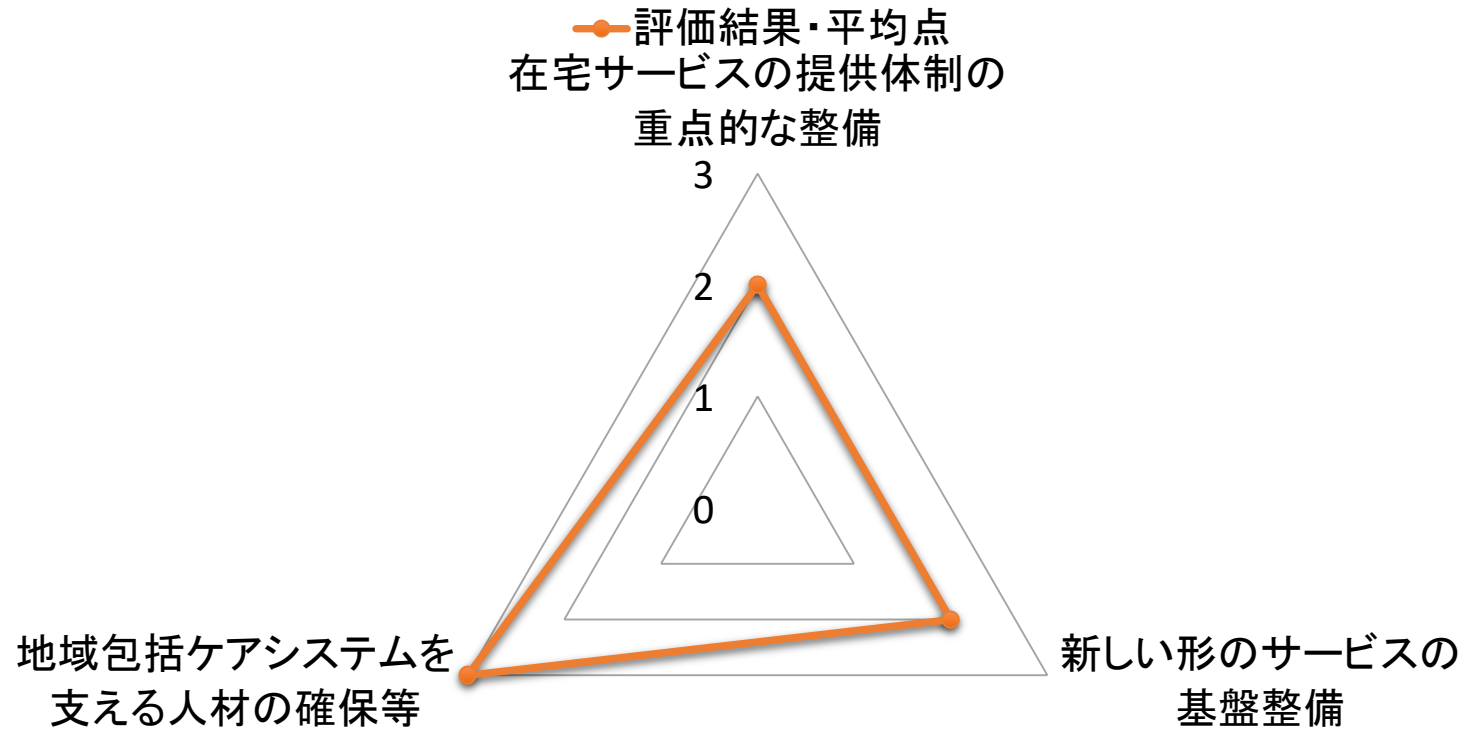 評価結果・平均点
在宅サービスの提供体制の
重点的な整備
3
2
1
0
地域包括ケアシステムを
支える人材の確保等
新しい形のサービスの
基盤整備